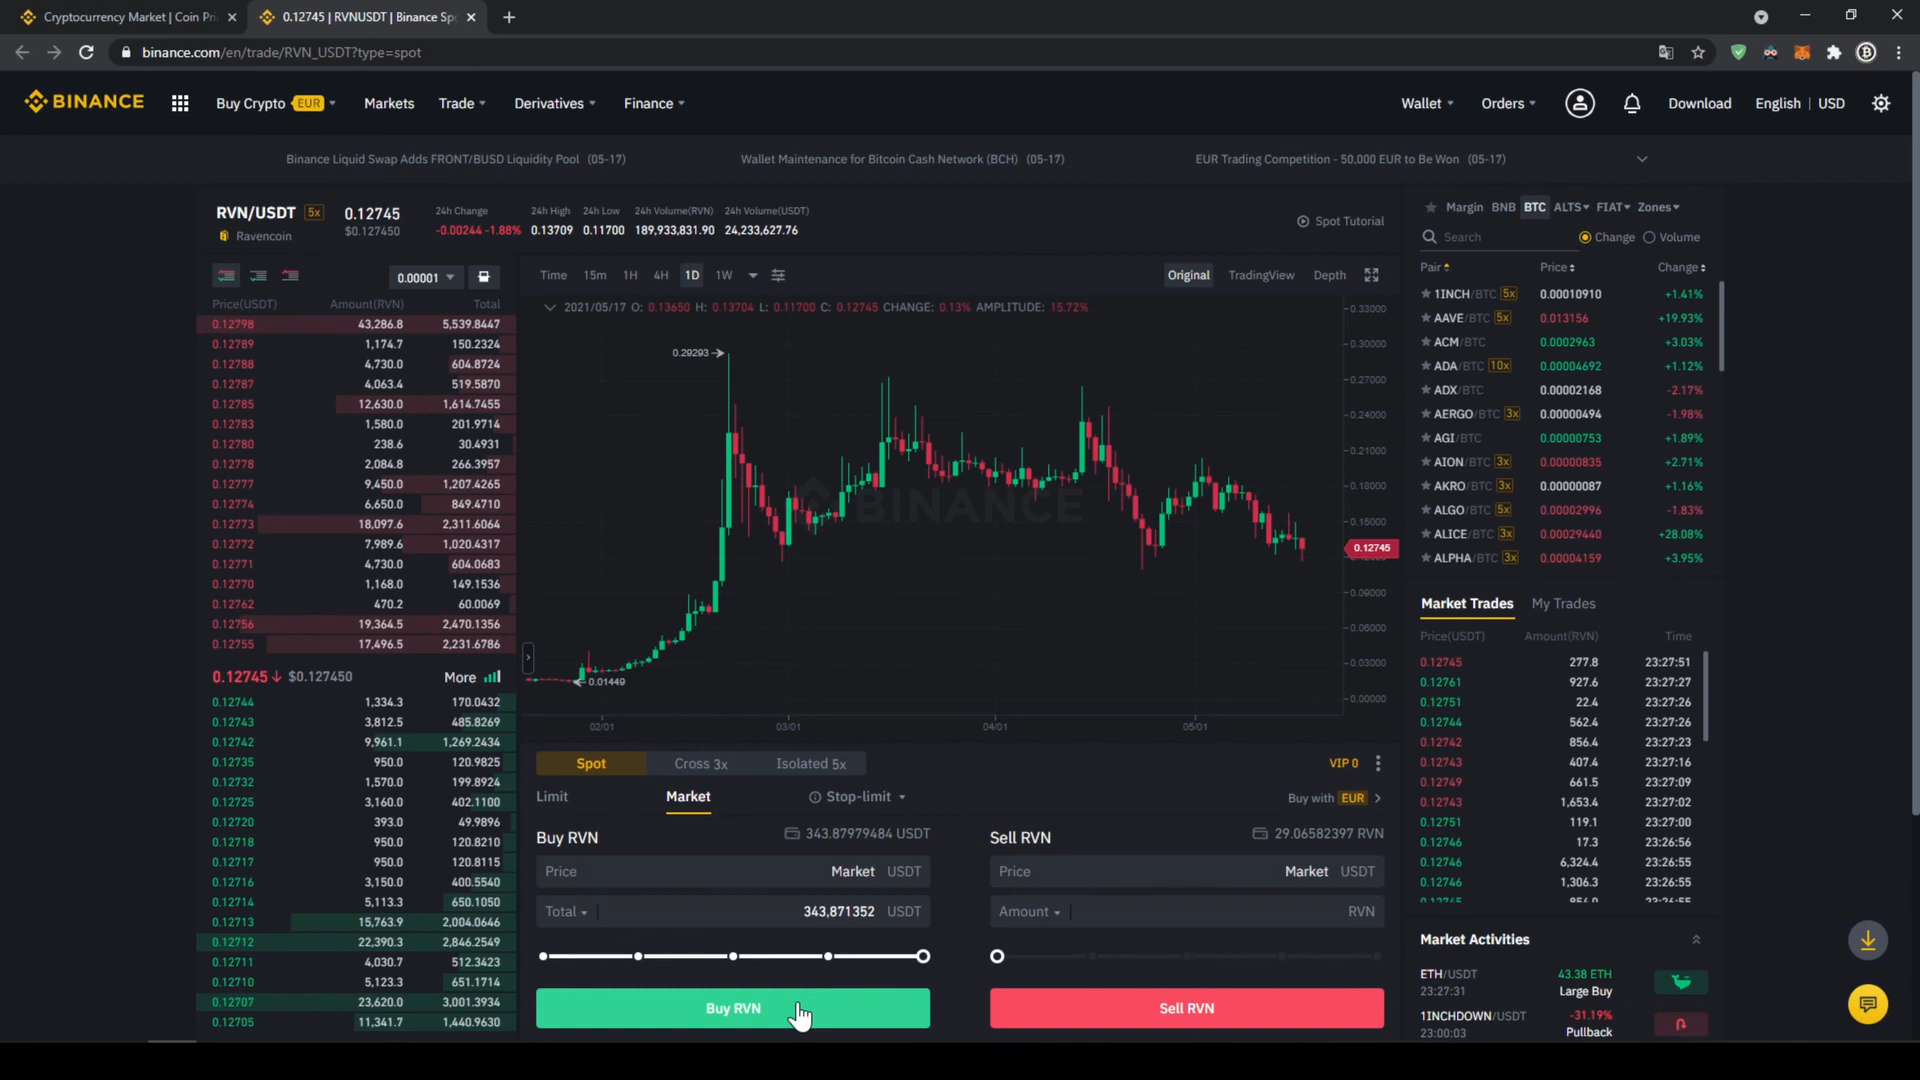 Cryptocurrency Market | Coin Pri
0.12745 | RVNUSDT | Binance Spo
binance.com/en/trade/RVN_USDT?type=spot
BINANCE
Buy Crypto EUR
Markets
Trade
Derivatives
Finance
Wallet
Orders
Download
English | USD
Binance Liquid Swap Adds FRONT/BUSD Liquidity Pool (05-17)
Wallet Maintenance for Bitcoin Cash Network (BCH) (05-17)
EUR Trading Competition - 50,000 EUR to Be Won (05-17)
RVN/USDT 5x
Ravencoin
0.12745
$0.127450
24h Change
-0.00244 -1.88%
24h High
0.13709
24h Low
0.11700
24h Volume(RVN)
189,933,831.90
24h Volume(USDT)
24,233,627.76
Spot Tutorial
0.00001
Price(USDT) Amount(RVN) Total
0.12798 43,286.8 5,539.8447
0.12789 1,174.7 150.2324
0.12788 4,730.0 604.8724
0.12787 4,063.4 519.5870
0.12785 12,630.0 1,614.7455
0.12783 1,580.0 201.9714
0.12780 238.6 30.4931
0.12778 2,084.8 266.3957
0.12777 9,450.0 1,207.4265
0.12774 6,650.0 849.4710
0.12773 18,097.6 2,311.6064
0.12772 7,989.6 1,020.4317
0.12771 4,730.0 604.0683
0.12770 1,168.0 149.1536
0.12762 470.2 60.0069
0.12756 19,364.5 2,470.1356
0.12755 17,496.5 2,231.6786
0.12745 $0.127450 More
0.12744 1,334.3 170.0432
0.12743 3,812.5 485.8269
0.12742 9,961.1 1,269.2434
0.12735 950.0 120.9825
0.12732 1,570.0 199.8924
0.12725 3,160.0 402.1100
0.12720 393.0 49.9896
0.12718 950.0 120.8210
0.12717 950.0 120.8115
0.12716 3,150.0 400.5540
0.12714 5,113.3 650.1050
0.12713 15,763.9 2,004.0646
0.12712 22,390.3 2,846.2549
0.12711 4,030.7 512.3423
0.12710 5,123.3 651.1714
0.12707 23,620.0 3,001.3934
0.12705 11,341.7 1,440.9630
Time 15m 1H 4H 1D 1W
Original TradingView Depth
2021/05/17 O: 0.13650 H: 0.13704 L: 0.11700 C: 0.12745 CHANGE: 0.13% AMPLITUDE: 15.72%
0.33000
0.30000
0.27000
0.24000
0.21000
0.18000
0.15000
0.12745
0.09000
0.06000
0.03000
0.00000
0.29293
0.01449
BINANCE
02/01 03/01 04/01 05/01
Spot Cross 3x Isolated 5x
VIP 0
Limit Market Stop-limit
Buy with EUR
Buy RVN 343.87979484 USDT
Price Market USDT
Total 343,871352 USDT
Buy RVN
Sell RVN 29.06582397 RVN
Price Market USDT
Amount RVN
Sell RVN
Margin BNB BTC ALTS FIAT Zones
Search Change Volume
Pair Price Change
1INCH/BTC 5x 0.00010910 +1.41%
AAVE/BTC 5x 0.013156 +19.93%
ACM/BTC 0.0002963 +3.03%
ADA/BTC 10x 0.00004692 +1.12%
ADX/BTC 0.00002168 -2.17%
AERGO/BTC 3x 0.00000494 -1.98%
AGI/BTC 0.00000753 +1.89%
AION/BTC 3x 0.00000835 +2.71%
AKRO/BTC 3x 0.00000087 +1.16%
ALGO/BTC 5x 0.00002996 -1.83%
ALICE/BTC 3x 0.00029440 +28.08%
ALPHA/BTC 3x 0.00004159 +3.95%
Market Trades My Trades
Price(USDT) Amount(RVN) Time
0.12745 277.8 23:27:51
0.12761 927.6 23:27:27
0.12751 22.4 23:27:26
0.12744 562.4 23:27:26
0.12742 856.4 23:27:23
0.12743 407.4 23:27:16
0.12749 661.5 23:27:09
0.12743 1,653.4 23:27:02
0.12751 119.1 23:27:00
0.12746 17.3 23:26:56
0.12746 6,324.4 23:26:55
0.12746 1,306.3 23:26:55
Market Activities
ETH/USDT 43.38 ETH
23:27:31 Large Buy
1INCHDOWN/USDT -31.19%
23:00:03 Pullback